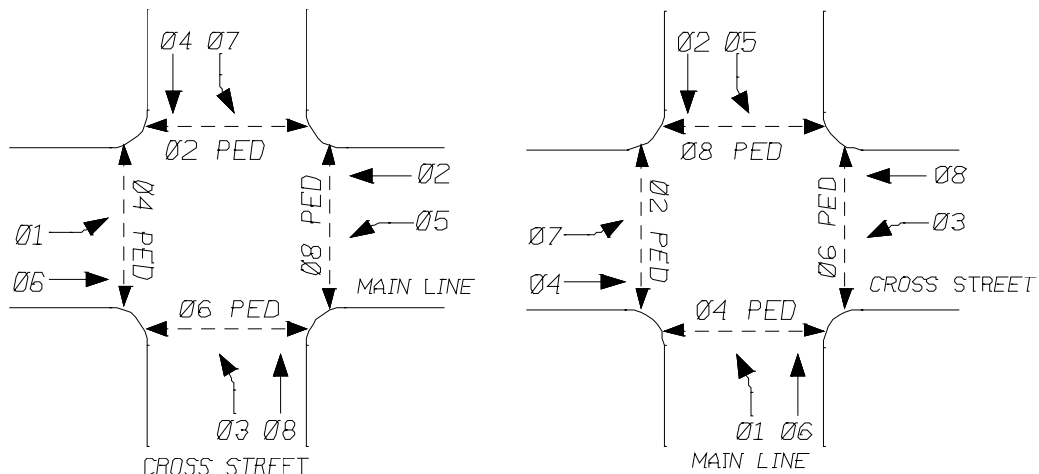 Ø4 Ø7
Ø2 PED
Ø4 PED
Ø8 PED
Ø2
Ø5
Ø1
Ø6
MAIN LINE
Ø6 PED
Ø3 Ø8
CROSS STREET
Ø2 Ø5
Ø8 PED
Ø2 PED
Ø6 PED
Ø8
Ø3
Ø7
Ø4
CROSS STREET
Ø4 PED
Ø1 Ø6
MAIN LINE